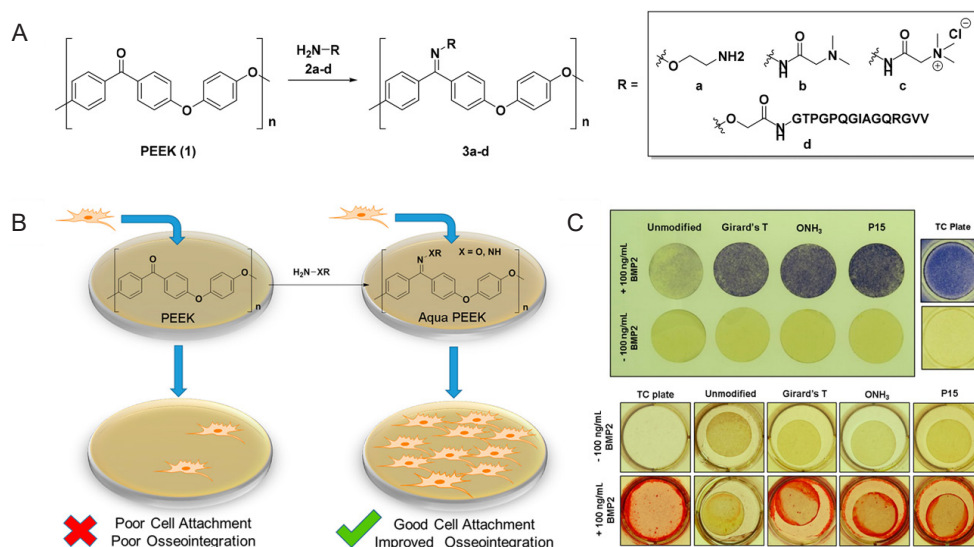 A
O
H₂N–R
2a-d
n
PEEK (1)
N R
O
O
n
3a-d
R =
O
NH2
a
O
NH
N
b
O
NH
N
⊕
Cl ⊖
c
O
O
N
H
GTPGPQGIAGQRGVV
d
B
O
O
O
n
PEEK
H₂N–XR
N XR
X = O, NH
O
O
n
Aqua PEEK
Poor Cell Attachment
Poor Osseointegration
Good Cell Attachment
Improved Osseointegration
C
Unmodified
Girard's T
ONH₃
P15
TC Plate
+ 100 ng/mL
BMP2
- 100 ng/mL
BMP2
TC plate
Unmodified
Girard's T
ONH₃
P15
- 100 ng/mL
BMP2
+ 100 ng/mL
BMP2